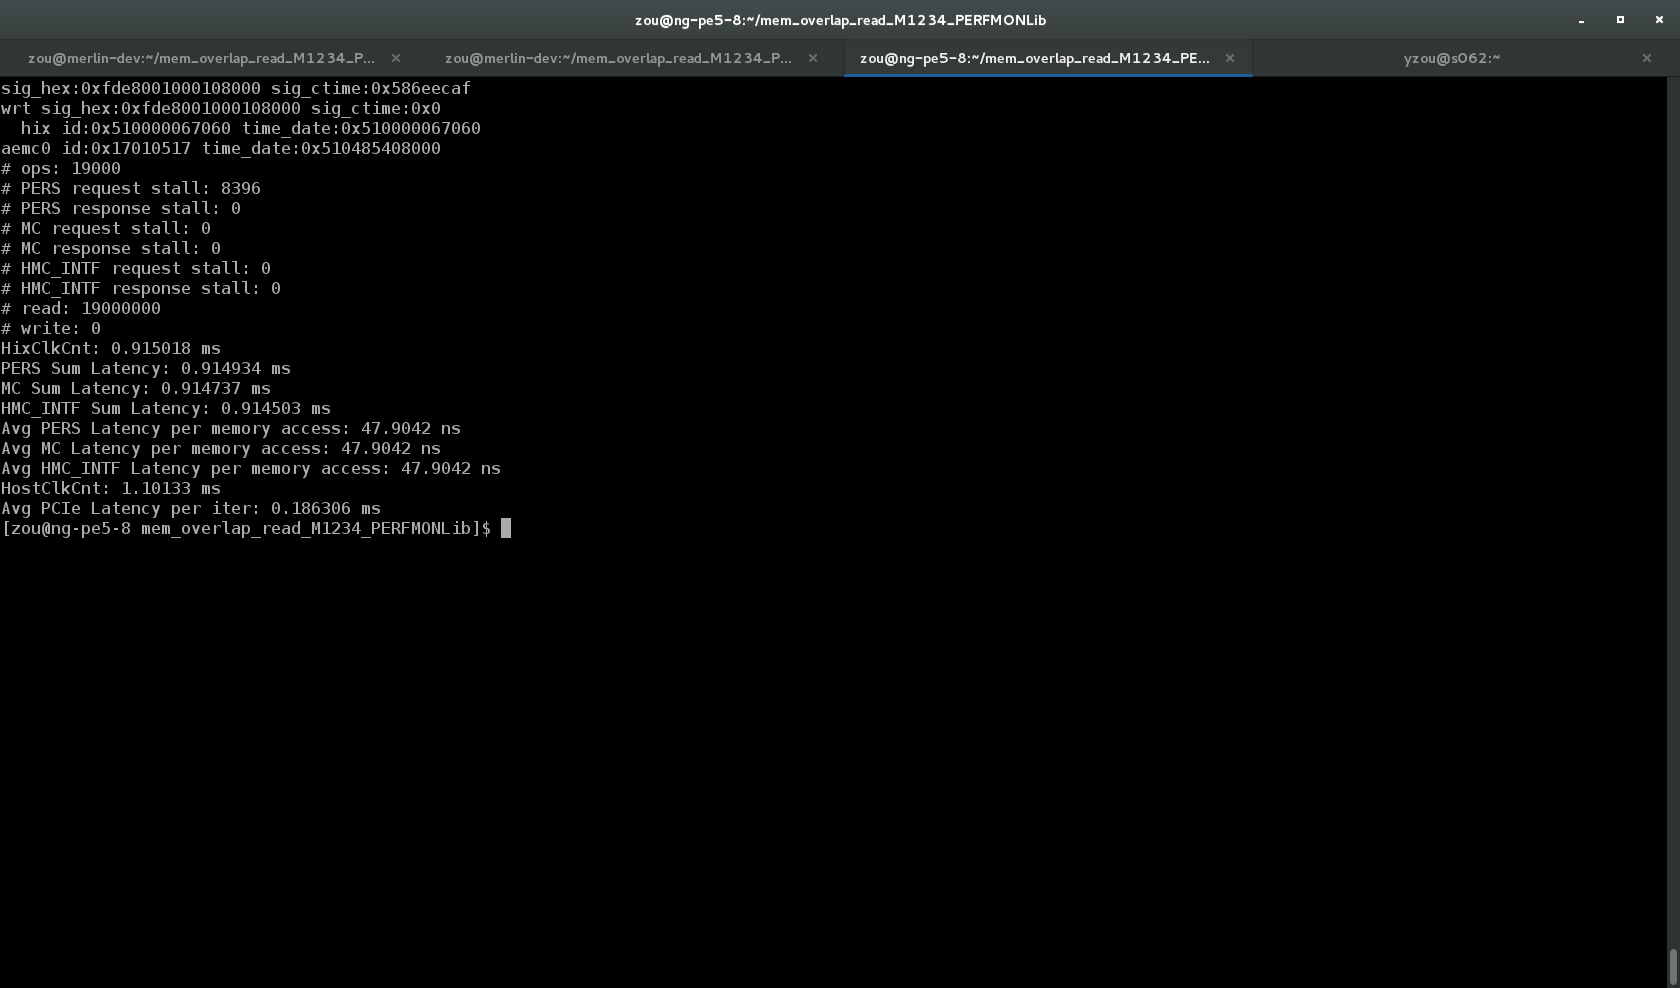 zou@ng-pe5-8:~/mem_overlap_read_M1234_PERFMONLib
zou@merlin-dev:~/mem_overlap_read_M1234_P... zou@merlin-dev:~/mem_overlap_read_M1234_P... zou@ng-pe5-8:~/mem_overlap_read_M1234_PE... yzou@s062:~
sig_hex:0xfde8001000108000 sig_ctime:0x586eecaf
wrt sig_hex:0xfde8001000108000 sig_ctime:0x0
  hix id:0x510000067060 time_date:0x510000067060
aemc0 id:0x17010517 time_date:0x510485408000
# ops: 19000
# PERS request stall: 8396
# PERS response stall: 0
# MC request stall: 0
# MC response stall: 0
# HMC_INTF request stall: 0
# HMC_INTF response stall: 0
# read: 19000000
# write: 0
HixClkCnt: 0.915018 ms
PERS Sum Latency: 0.914934 ms
MC Sum Latency: 0.914737 ms
HMC_INTF Sum Latency: 0.914503 ms
Avg PERS Latency per memory access: 47.9042 ns
Avg MC Latency per memory access: 47.9042 ns
Avg HMC_INTF Latency per memory access: 47.9042 ns
HostClkCnt: 1.10133 ms
Avg PCIe Latency per iter: 0.186306 ms
[zou@ng-pe5-8 mem_overlap_read_M1234_PERFMONLib]$